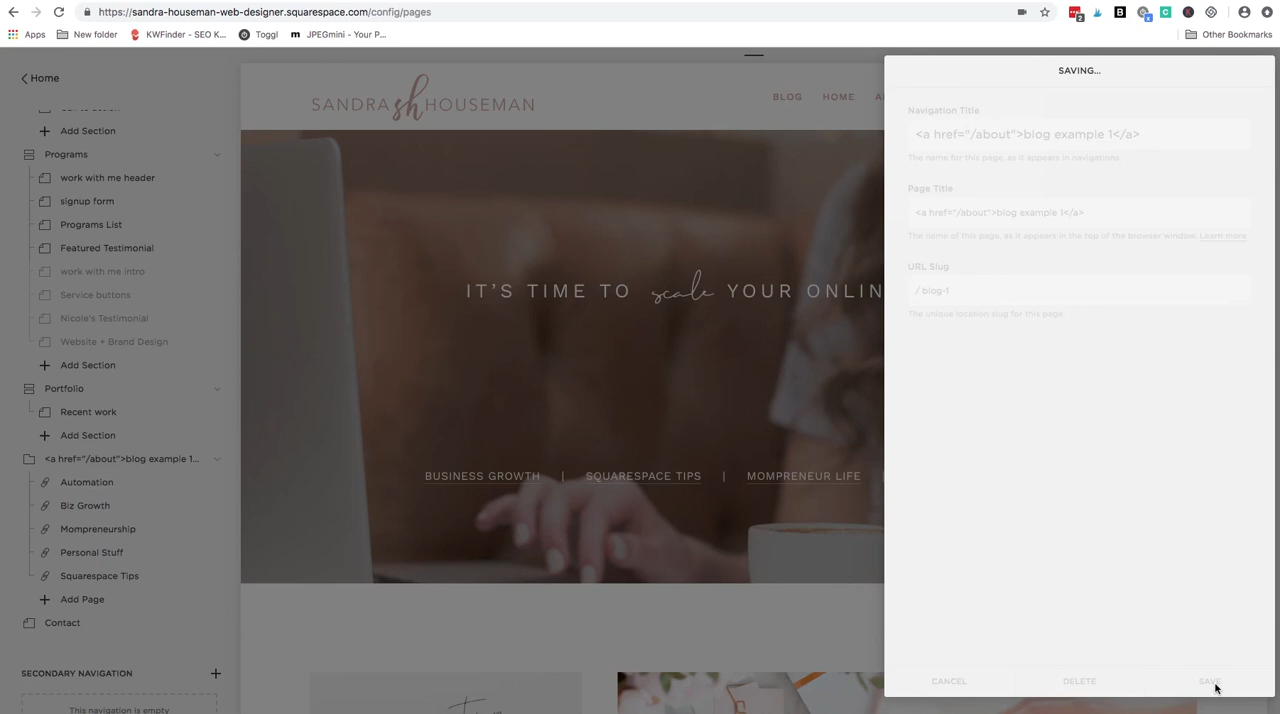 https://sandra-houseman-web-designer.squarespace.com/config/pages
2
x
B
C
K
Apps
New folder
KWFinder - SEO K...
Toggl
m JPEGmini - Your P...
Other Bookmarks
Home
Add Section
Programs
work with me header
signup form
Programs List
Featured Testimonial
work with me intro
Service buttons
Nicole's Testimonial
Website + Brand Design
Add Section
Portfolio
Recent work
Add Section
<a href="/about">blog example 1...
Automation
Biz Growth
Mompreneurship
Personal Stuff
Squarespace Tips
Add Page
Contact
SECONDARY NAVIGATION
This navigation is empty
SANDRA sh HOUSEMAN
BLOG HOME
IT'S TIME TO scale YOUR ONLIN
BUSINESS GROWTH | SQUARESPACE TIPS | MOMPRENEUR LIFE |
SAVING...
Navigation Title
<a href="/about">blog example 1</a>
The name for this page, as it appears in navigations.
Page Title
<a href="/about">blog example 1</a>
The name of this page, as it appears in the top of the browser window. Learn more
URL Slug
/ blog-1
The unique location slug for this page.
CANCEL DELETE SAVE